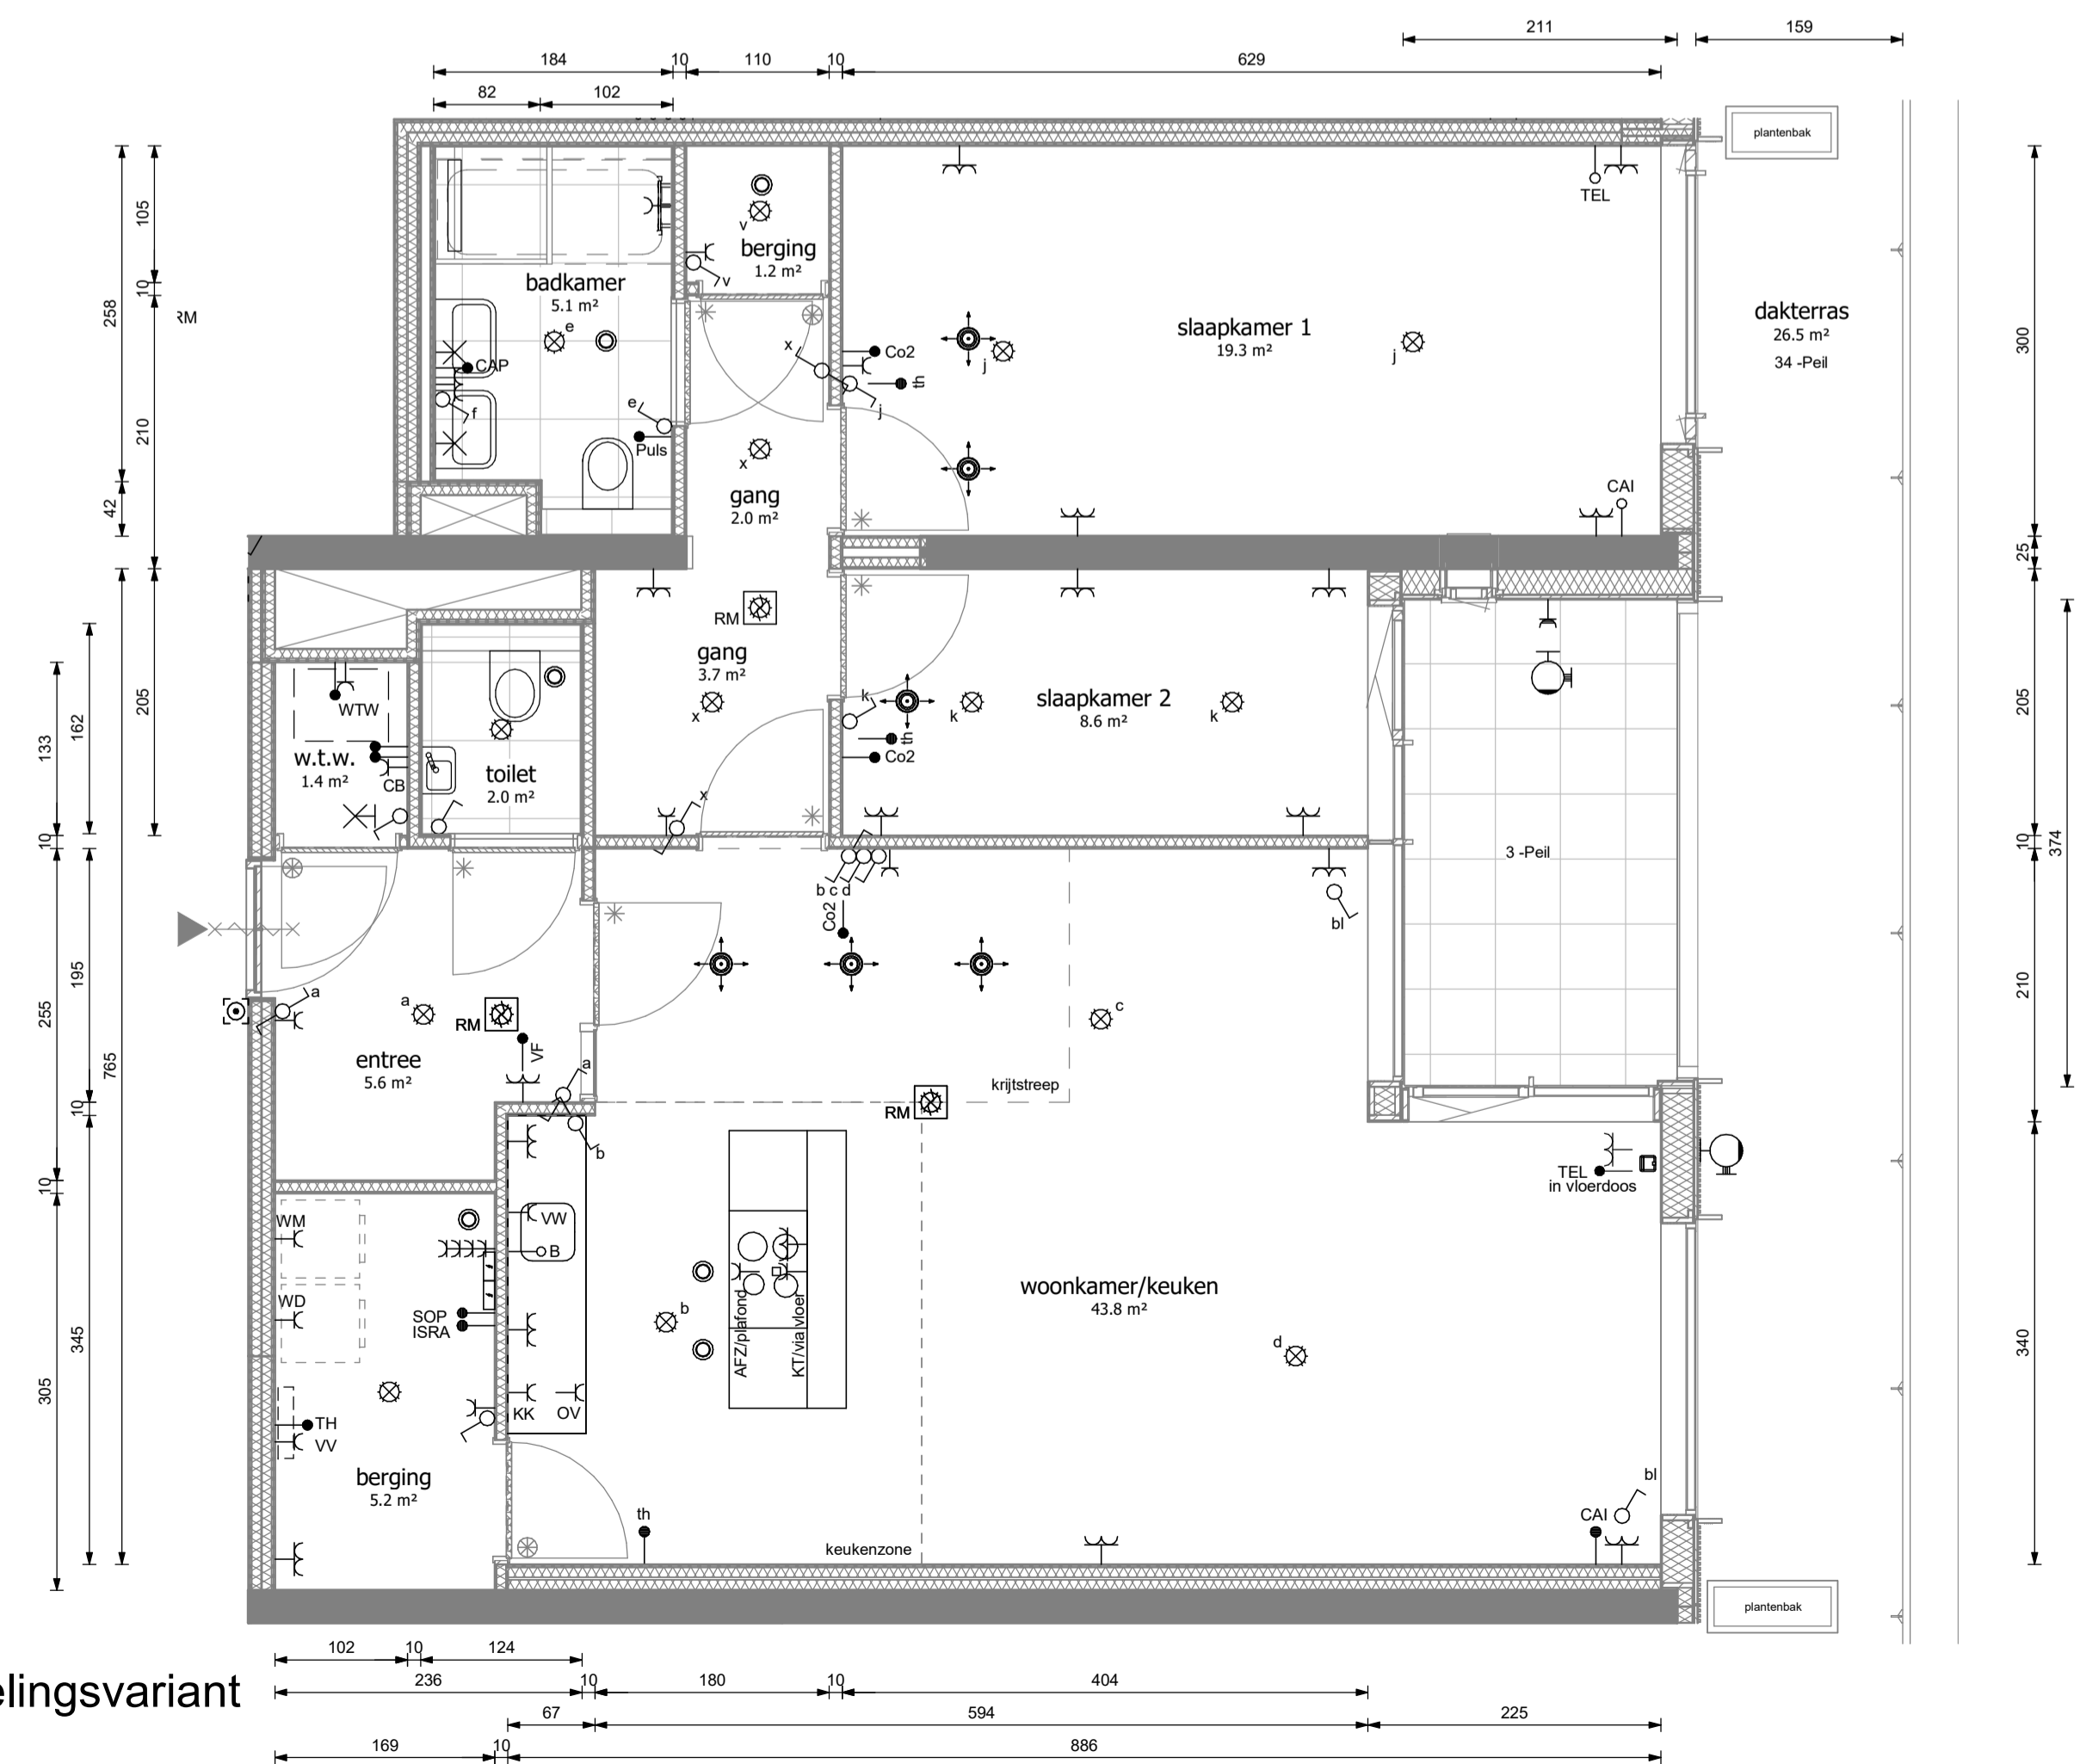 211
159
184
10
110
10
629
82
102
plantenbak
TEL
v
berging
1.2 m²
v
badkamer
5.1 m²
e
CAP
f
e
Puls
x
x
Co2
th
j
j
slaapkamer 1
19.3 m²
j
dakterras
26.5 m²
34 -Peil
CAI
gang
2.0 m²
258
42
105
10
210
RM
300
25
RM
gang
3.7 m²
x
x
k
th
Co2
k
slaapkamer 2
8.6 m²
k
WTW
w.t.w.
1.4 m²
CB
toilet
2.0 m²
133
162
205
10
205
10
374
3 -Peil
b c d
Co2
bl
a
a
RM
VF
entree
5.6 m²
a
b
c
krijtstreep
RM
255
195
765
10
10
210
TEL
in vloerdoos
WM
WD
VW
B
SOP
ISRA
b
AFZ/plafond
KT/via vloer
woonkamer/keuken
43.8 m²
d
KK
OV
TH
VV
berging
5.2 m²
305
345
340
th
keukenzone
CAI
bl
plantenbak
102
10
124
elingsvariant
236
10
180
10
404
67
594
225
169
10
886